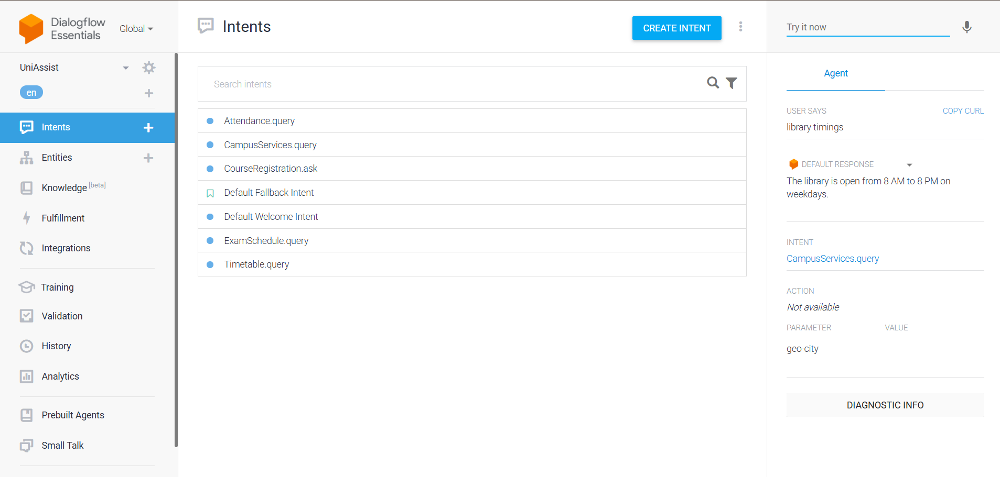 Dialogflow
Essentials
Global
UniAssist
en
Intents
Entities
Knowledge [beta]
Fulfillment
Integrations
Training
Validation
History
Analytics
Prebuilt Agents
Small Talk
Intents
CREATE INTENT
Search intents
Attendance.query
CampusServices.query
CourseRegistration.ask
Default Fallback Intent
Default Welcome Intent
ExamSchedule.query
Timetable.query
Try it now
Agent
USER SAYS COPY CURL
library timings
DEFAULT RESPONSE
The library is open from 8 AM to 8 PM on
weekdays.
INTENT
CampusServices.query
ACTION
Not available
PARAMETER VALUE
geo-city
DIAGNOSTIC INFO